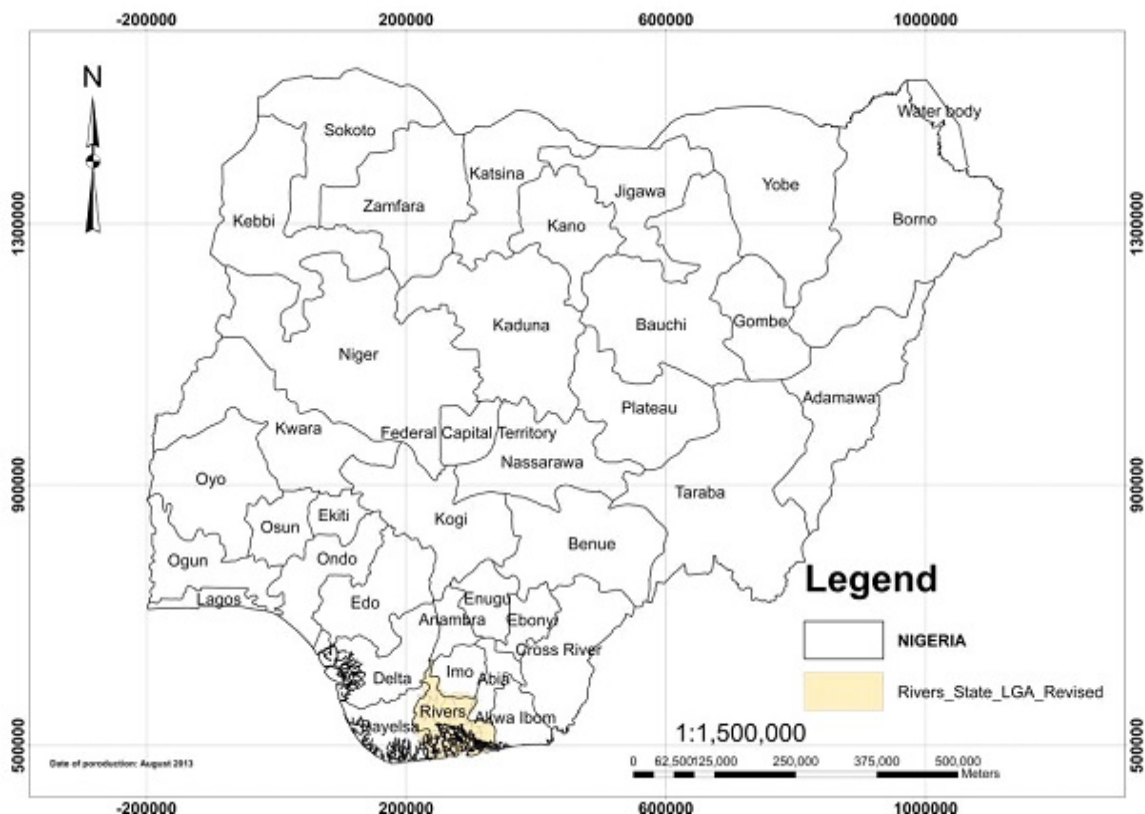 -200000 200000 600000 1000000
N
Water body
Sokoto
Katsina
Yobe
Jigawa
Zamfara
Borno
Kebbi
Kano
1300000 1300000
Gombe
Kaduna
Bauchi
Niger
Adamawa
Plateau
Kwara
Federal Capital Territory
Nassarawa
Oyo
Taraba
900000 900000
Kogi
Ekiti
Osun
Benue
Ondo
Ogun
Legend
Lagos
Edo
Enugu
Anambra
Ebonyi
NIGERIA
Cross River
Imo
Delta
Abia
Rivers_State_LGA_Revised
Rivers
Akwa Ibom
Bayelsa
1:1,500,000
500000 500000
0 62,500125,000 250,000 375,000 500,000
Meters
Date of poroduction: August 2013
-200000 200000 600000 1000000